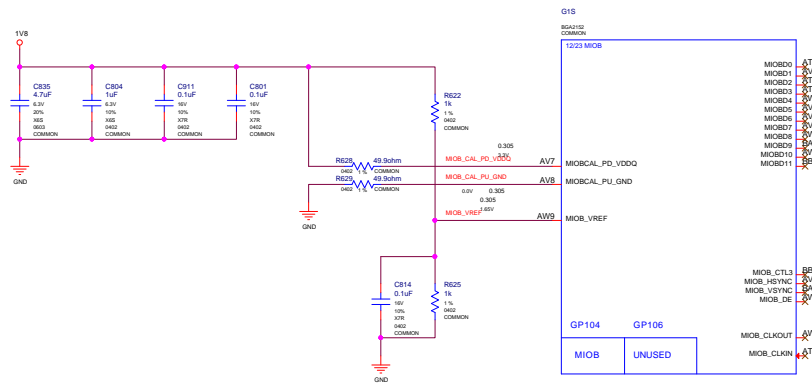 G1S
BGA2152
COMMON
12/23 MIOB
1V8
C835
4.7uF
6.3V
20%
X6S
0603
COMMON
C804
1uF
6.3V
10%
X6S
0402
COMMON
C911
0.1uF
16V
10%
X7R
0402
COMMON
C801
0.1uF
16V
10%
X7R
0402
COMMON
GND
R622
1k
1 %
0402
COMMON
R628
49.9ohm
0402
1 %
COMMON
R629
49.9ohm
0402
1 %
COMMON
GND
MIOB_CAL_PD_VDDQ
0.305
MIOB_CAL_PU_GND
0.0V
0.305
0.305
MIOB_VREF
1.65V
AV7
MIOBCAL_PD_VDDQ
AV8
MIOBCAL_PU_GND
AW9
MIOB_VREF
C814
0.1uF
16V
10%
X7R
0402
COMMON
R625
1k
1 %
0402
COMMON
GND
MIOBD0
MIOBD1
MIOBD2
MIOBD3
MIOBD4
MIOBD5
MIOBD6
MIOBD7
MIOBD8
MIOBD9
MIOBD10
MIOBD11
MIOB_CTL3
MIOB_HSYNC
MIOB_VSYNC
MIOB_DE
MIOB_CLKOUT
MIOB_CLKIN
GP104
GP106
MIOB
UNUSED